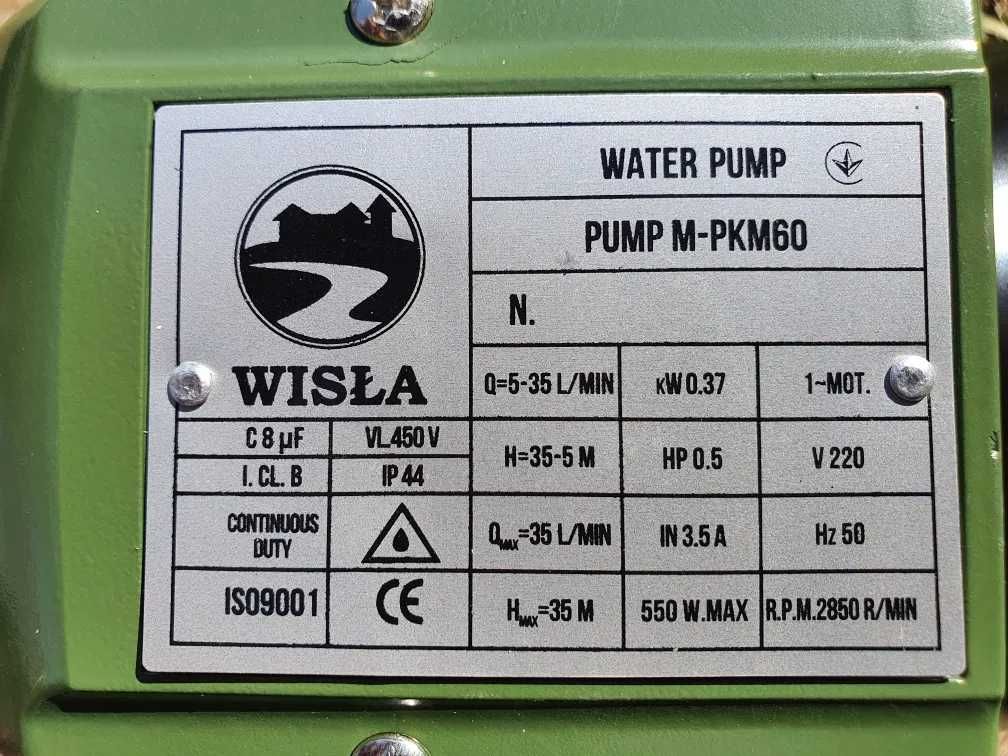 WATER PUMP
PUMP M-PKM60
N.
WISŁA
Q=5-35 L/MIN
кW 0.37
1~MOT.
C 8 µF
VL.450 V
I. CL. B
IP 44
H=35-5 M
HP 0.5
V 220
CONTINUOUS
DUTY
QMAX=35 L/MIN
IN 3.5 A
Hz 50
ISO9001
CE
HMAX=35 M
550 W.MAX
R.P.M.2850 R/MIN